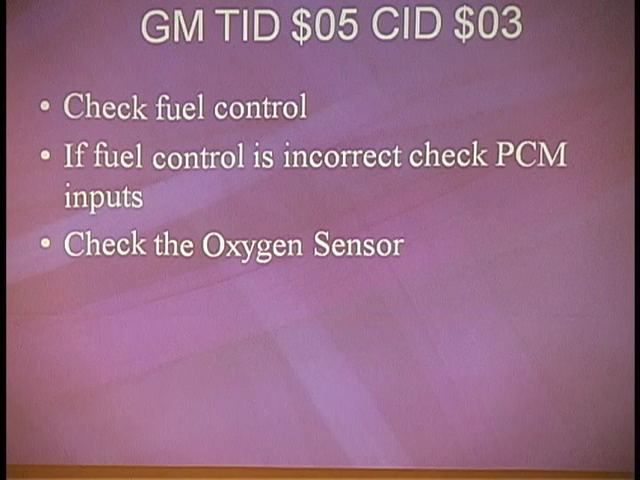 GM TID $05 CID $03
• Check fuel control
• If fuel control is incorrect check PCM
inputs
• Check the Oxygen Sensor